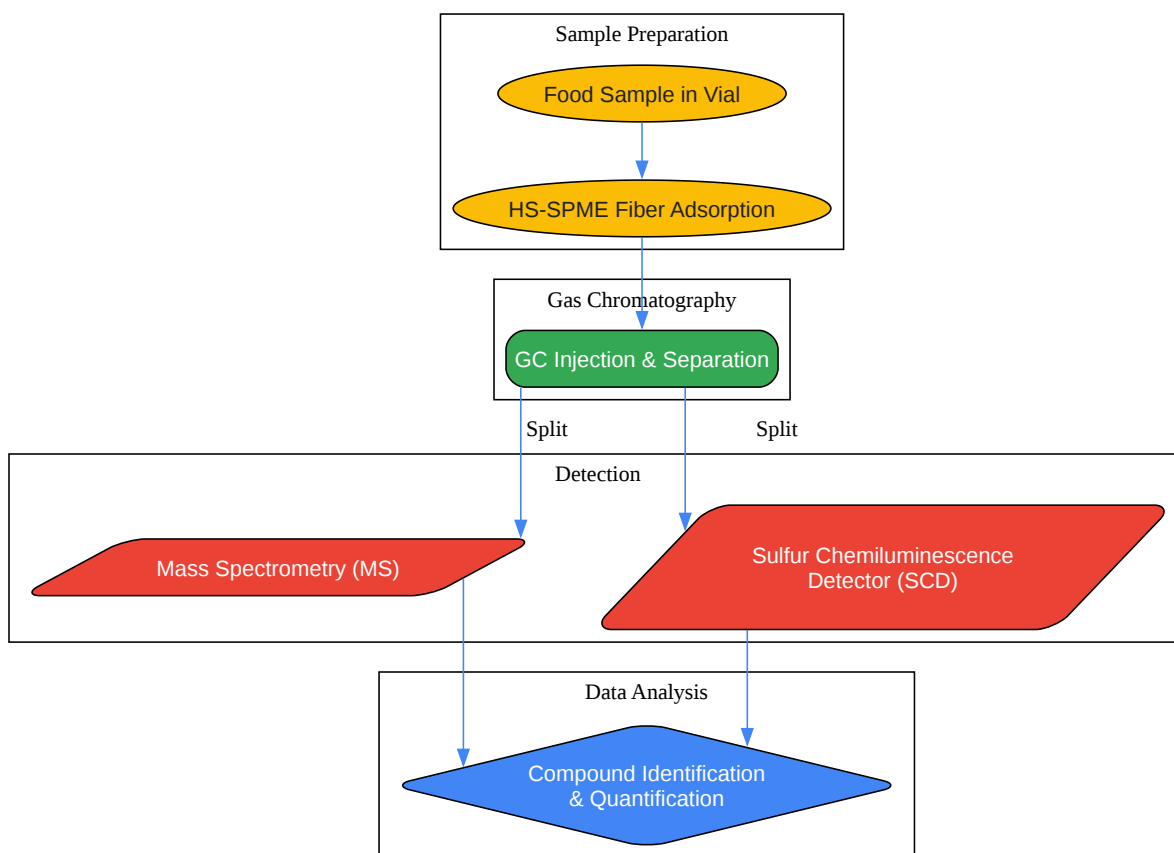 Sample Preparation
Food Sample in Vial
HS-SPME Fiber Adsorption
Gas Chromatography
GC Injection & Separation
Split
Split
Detection
Mass Spectrometry (MS)
Sulfur Chemiluminescence
Detector (SCD)
Data Analysis
Compound Identification
& Quantification